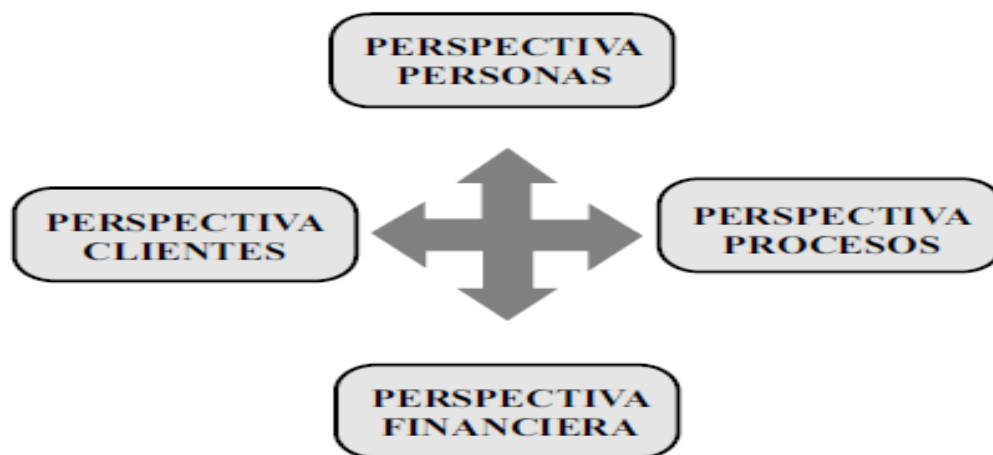 PERSPECTIVA
PERSONAS
PERSPECTIVA
CLIENTES
PERSPECTIVA
PROCESOS
PERSPECTIVA
FINANCIERA